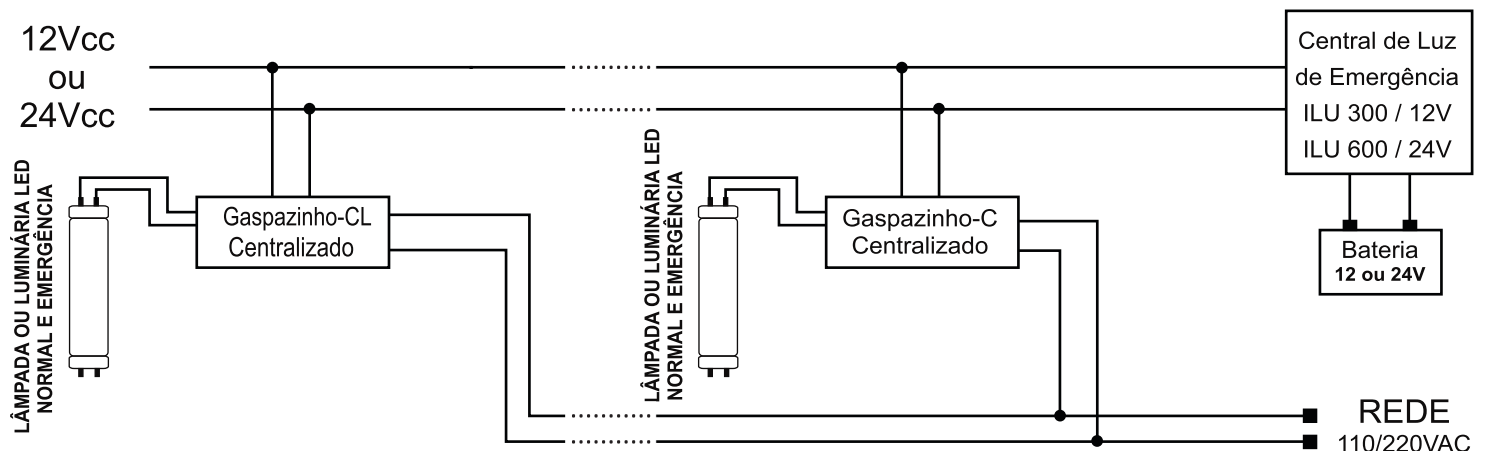 12Vcc
ou
24Vcc
LÂMPADA OU LUMINÁRIA LED
NORMAL E EMERGÊNCIA
Gaspazinho-CL
Centralizado
LÂMPADA OU LUMINÁRIA LED
NORMAL E EMERGÊNCIA
Gaspazinho-C
Centralizado
Central de Luz
de Emergência
ILU 300 / 12V
ILU 600 / 24V
Bateria
12 ou 24V
REDE
110/220VAC